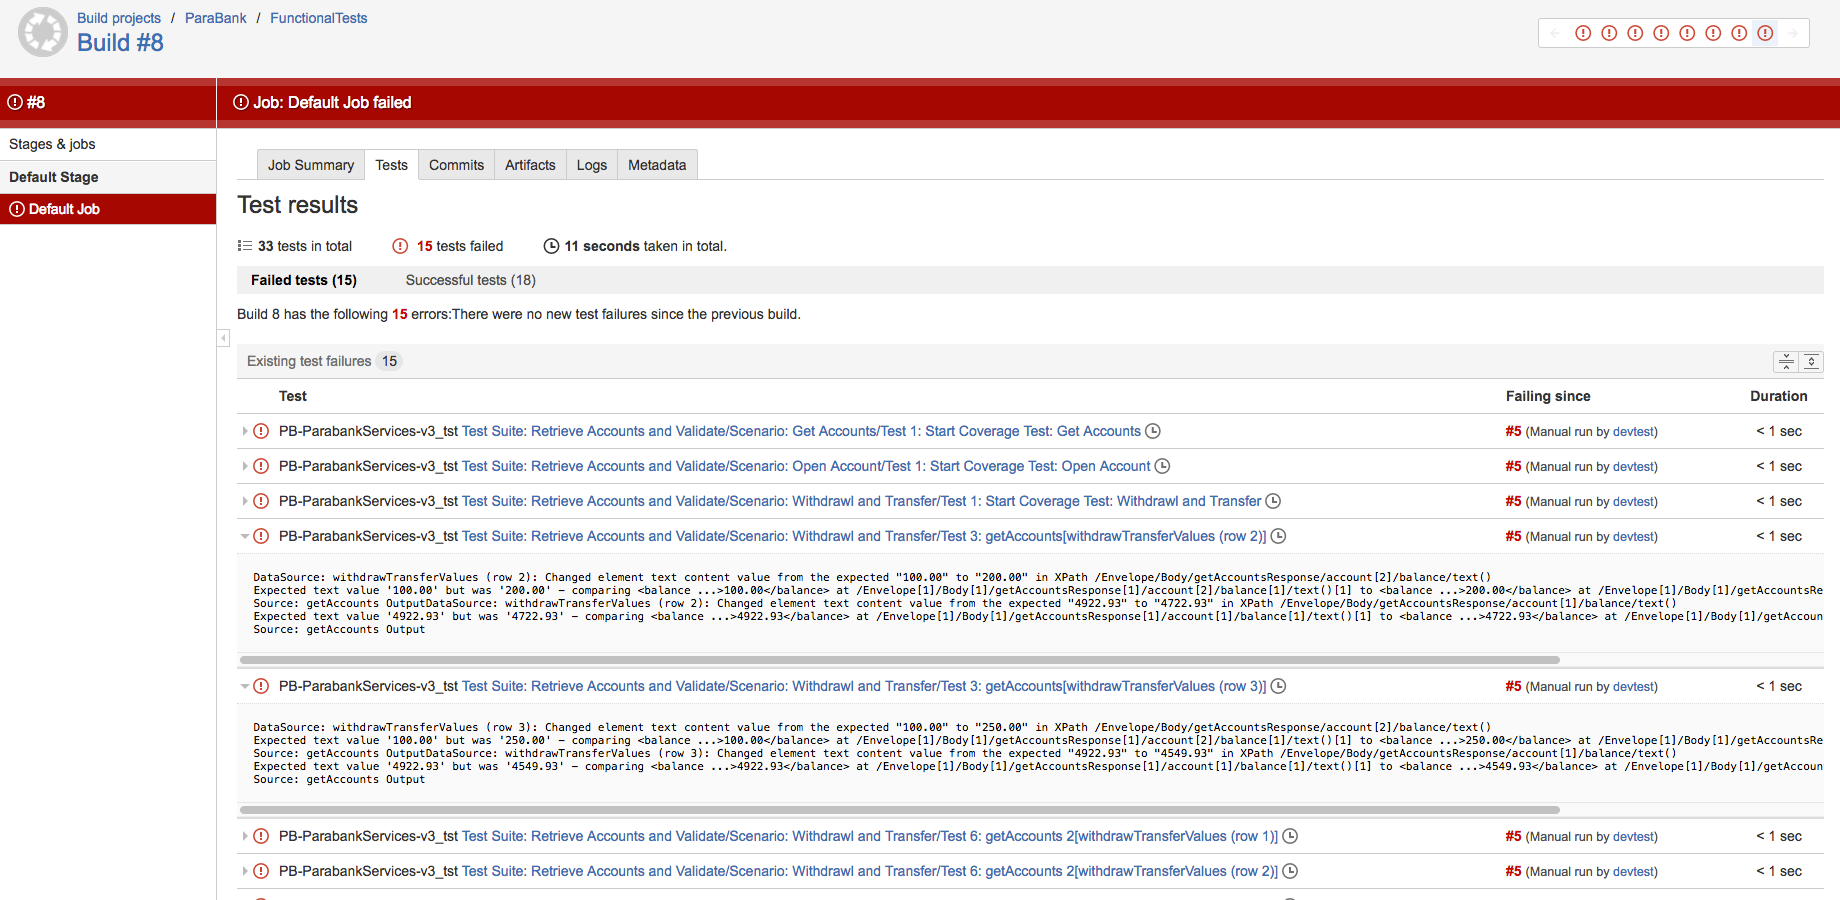 Build projects / ParaBank / FunctionalTests
Build #8
#8
Job: Default Job failed
Stages & jobs
Default Stage
Default Job
Job Summary Tests Commits Artifacts Logs Metadata
Test results
33 tests in total 15 tests failed 11 seconds taken in total.
Failed tests (15) Successful tests (18)
Build 8 has the following 15 errors:There were no new test failures since the previous build.
Existing test failures 15
Test Failing since Duration
PB-ParabankServices-v3_tst Test Suite: Retrieve Accounts and Validate/Scenario: Get Accounts/Test 1: Start Coverage Test: Get Accounts #5 (Manual run by devtest) < 1 sec
PB-ParabankServices-v3_tst Test Suite: Retrieve Accounts and Validate/Scenario: Open Account/Test 1: Start Coverage Test: Open Account #5 (Manual run by devtest) < 1 sec
PB-ParabankServices-v3_tst Test Suite: Retrieve Accounts and Validate/Scenario: Withdrawl and Transfer/Test 1: Start Coverage Test: Withdrawl and Transfer #5 (Manual run by devtest) < 1 sec
PB-ParabankServices-v3_tst Test Suite: Retrieve Accounts and Validate/Scenario: Withdrawl and Transfer/Test 3: getAccounts[withdrawTransferValues (row 2)] #5 (Manual run by devtest) < 1 sec
DataSource: withdrawTransferValues (row 2): Changed element text content value from the expected "100.00" to "200.00" in XPath /Envelope/Body/getAccountsResponse/account[2]/balance/text()
Expected text value '100.00' but was '200.00' - comparing <balance ...>100.00</balance> at /Envelope[1]/Body[1]/getAccountsResponse[1]/account[2]/balance[1]/text()[1] to <balance ...>200.00</balance> at /Envelope[1]/Body[1]/getAccountsRe
Source: getAccounts OutputDataSource: withdrawTransferValues (row 2): Changed element text content value from the expected "4922.93" to "4722.93" in XPath /Envelope/Body/getAccountsResponse/account[1]/balance/text()
Expected text value '4922.93' but was '4722.93' - comparing <balance ...>4922.93</balance> at /Envelope[1]/Body[1]/getAccountsResponse[1]/account[1]/balance[1]/text()[1] to <balance ...>4722.93</balance> at /Envelope[1]/Body[1]/getAccoun
Source: getAccounts Output
PB-ParabankServices-v3_tst Test Suite: Retrieve Accounts and Validate/Scenario: Withdrawl and Transfer/Test 3: getAccounts[withdrawTransferValues (row 3)] #5 (Manual run by devtest) < 1 sec
DataSource: withdrawTransferValues (row 3): Changed element text content value from the expected "100.00" to "250.00" in XPath /Envelope/Body/getAccountsResponse/account[2]/balance/text()
Expected text value '100.00' but was '250.00' - comparing <balance ...>100.00</balance> at /Envelope[1]/Body[1]/getAccountsResponse[1]/account[2]/balance[1]/text()[1] to <balance ...>250.00</balance> at /Envelope[1]/Body[1]/getAccountsRe
Source: getAccounts OutputDataSource: withdrawTransferValues (row 3): Changed element text content value from the expected "4922.93" to "4549.93" in XPath /Envelope/Body/getAccountsResponse/account[1]/balance/text()
Expected text value '4922.93' but was '4549.93' - comparing <balance ...>4922.93</balance> at /Envelope[1]/Body[1]/getAccountsResponse[1]/account[1]/balance[1]/text()[1] to <balance ...>4549.93</balance> at /Envelope[1]/Body[1]/getAccoun
Source: getAccounts Output
PB-ParabankServices-v3_tst Test Suite: Retrieve Accounts and Validate/Scenario: Withdrawl and Transfer/Test 6: getAccounts 2[withdrawTransferValues (row 1)] #5 (Manual run by devtest) < 1 sec
PB-ParabankServices-v3_tst Test Suite: Retrieve Accounts and Validate/Scenario: Withdrawl and Transfer/Test 6: getAccounts 2[withdrawTransferValues (row 2)] #5 (Manual run by devtest) < 1 sec